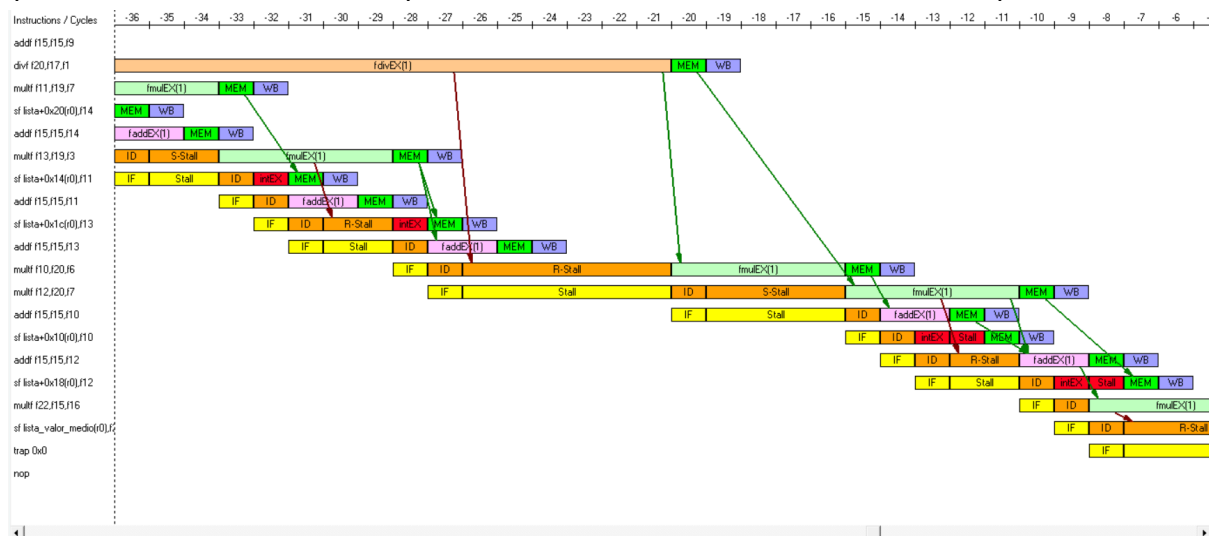 Instructions / Cycles -36 -35 -34 -33 -32 -31 -30 -29 -28 -27 -26 -25 -24 -23 -22 -21 -20 -19 -18 -17 -16 -15 -14 -13 -12 -11 -10 -9 -8 -7 -6
addf f15,f15,f9
divf f20,f17,f1 fdivEX(1) MEM WB
multf f11,f19,f7 fmulEX(1) MEM WB
sf lista+0x20(r0),f14 MEM WB
addf f15,f15,f14 faddEX(1) MEM WB
multf f13,f19,f3 ID S-Stall fmulEX(1) MEM WB
sf lista+0x14(r0),f11 IF Stall ID intEX MEM WB
addf f15,f15,f11 IF ID faddEX(1) MEM WB
sf lista+0x1c(r0),f13 IF ID R-Stall intEX MEM WB
addf f15,f15,f13 IF Stall ID faddEX(1) MEM WB
multf f10,f20,f6 IF ID R-Stall fmulEX(1) MEM WB
multf f12,f20,f7 IF Stall ID S-Stall fmulEX(1) MEM WB
addf f15,f15,f10 IF Stall ID faddEX(1) MEM WB
sf lista+0x10(r0),f10 IF ID intEX Stall MEM WB
addf f15,f15,f12 IF ID R-Stall faddEX(1) MEM WB
sf lista+0x18(r0),f12 IF Stall ID intEX Stall MEM WB
multf f22,f15,f16 IF ID fmulEX(1)
sf lista_valor_medio(r0),f IF ID R-Stall
trap 0x0 IF
nop